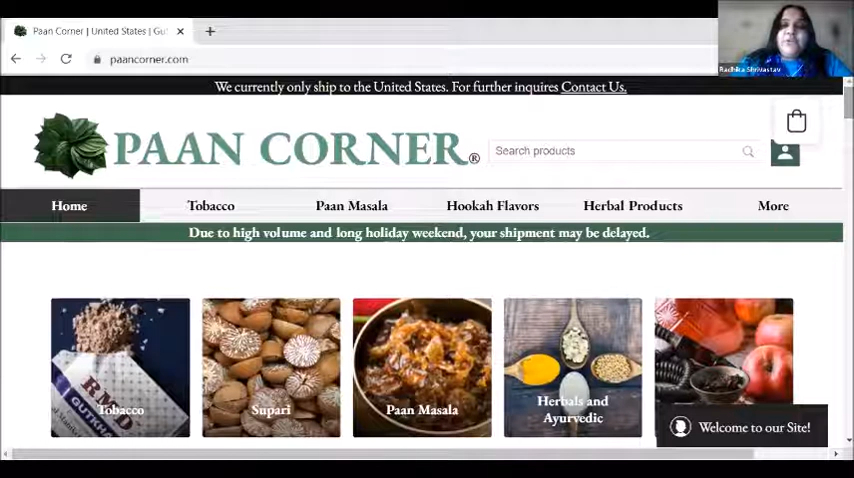 Paan Corner | United States | Gu
paancorner.com
Radhika Shrivastav
We currently only ship to the United States. For further inquires Contact Us.
PAAN CORNER®
Search products
Home Tobacco Paan Masala Hookah Flavors Herbal Products More
Due to high volume and long holiday weekend, your shipment may be delayed.
RMD
GUTKHA
Tobacco
Supari
Paan Masala
Herbals and
Ayurvedic
Welcome to our Site!